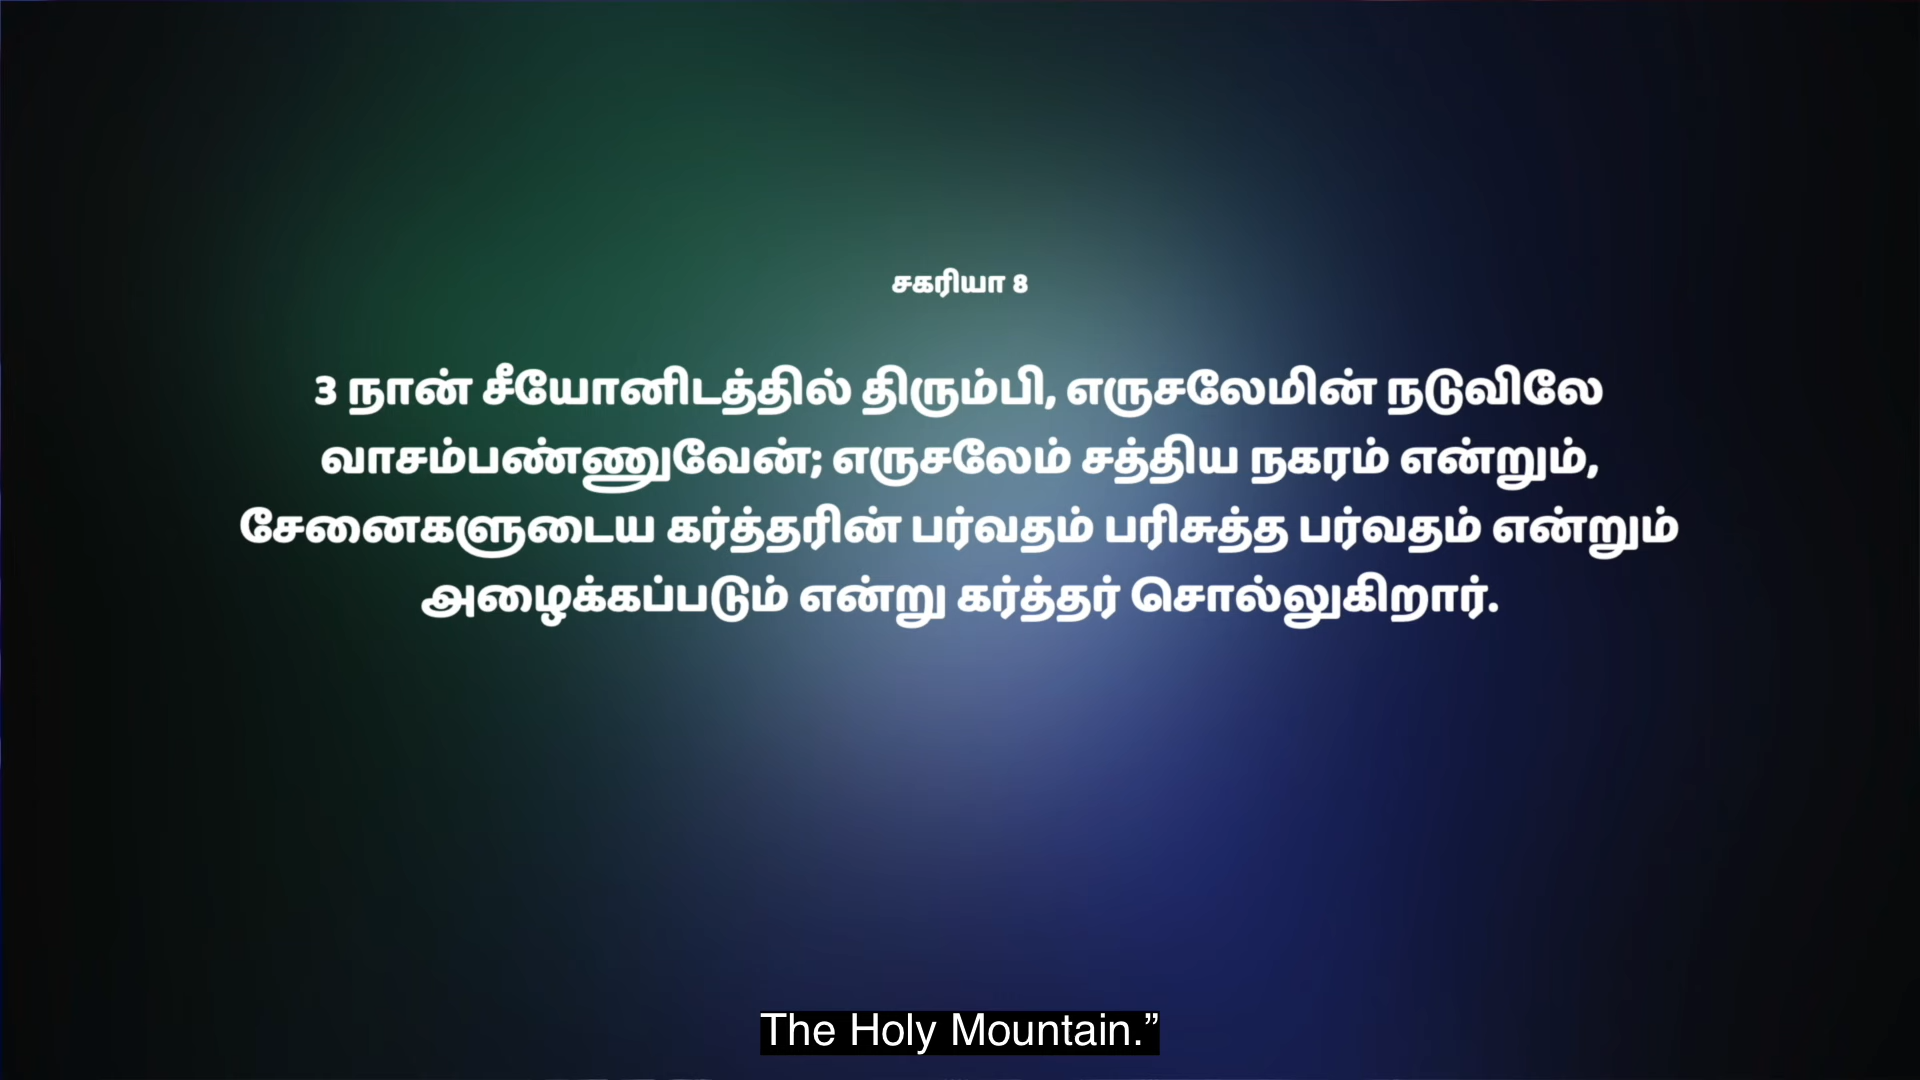 சகரியா 8
3 நான் சீயோனிடத்தில் திரும்பி, எருசலேமின் நடுவிலே
வாசம்பண்ணுவேன்; எருசலேம் சத்திய நகரம் என்றும்,
சேனைகளுடைய கர்த்தரின் பர்வதம் பரிசுத்த பர்வதம் என்றும்
அழைக்கப்படும் என்று கர்த்தர் சொல்லுகிறார்.
The Holy Mountain.”